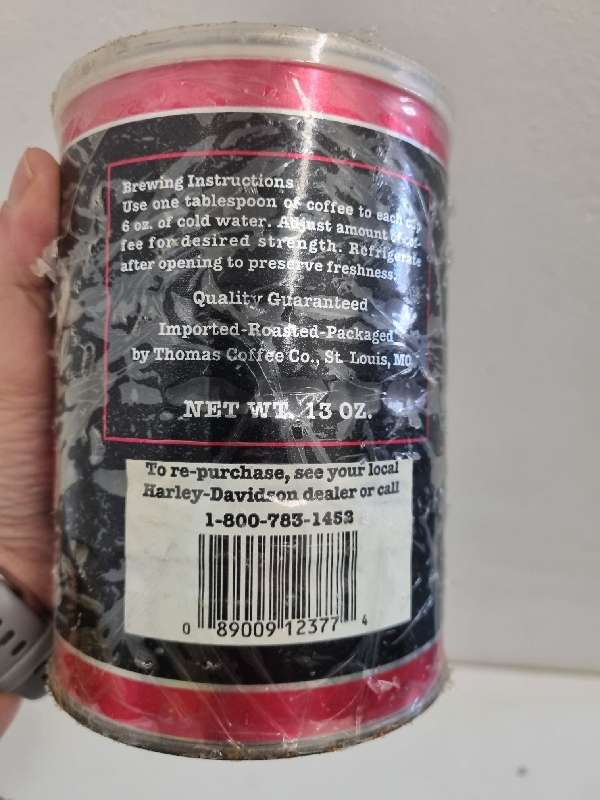 Brewing Instructions
Use one tablespoon of coffee to each cup
6 oz. of cold water. Adjust amount of cof-
fee for desired strength. Refrigerate
after opening to preserve freshness.
Quality Guaranteed
Imported-Roasted-Packaged
by Thomas Coffee Co., St. Louis, MO
NET WT. 13 OZ.
To re-purchase, see your local
Harley-Davidson dealer or call
1-800-783-1453
0 89009 12377 4